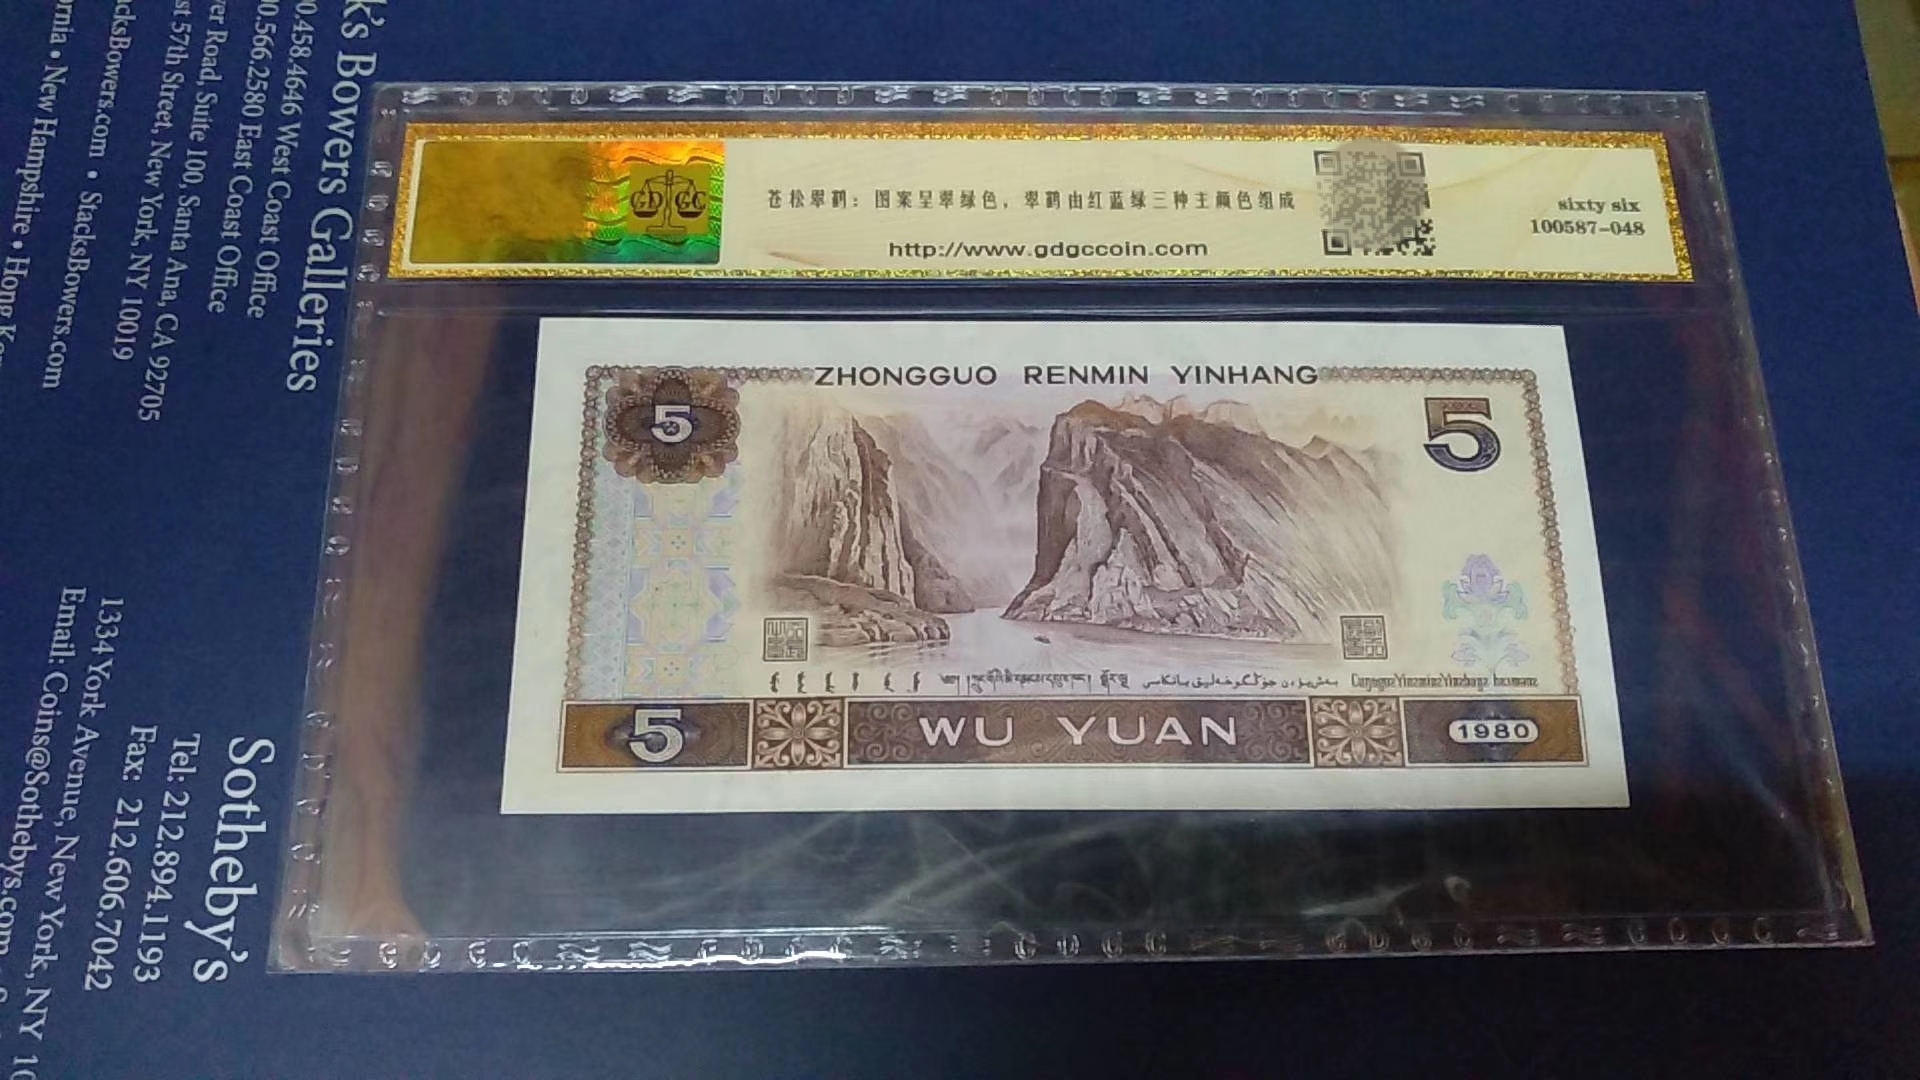 k's Bowers Galleries
0.458.4646 West Coast Office
0.566.2580 East Coast Office
er Road, Suite 100, Santa Ana, CA 92705
st 57th Street, New York, NY 10019
acksBowers.com • StacksBowers.com
rnia • New Hampshire • Hong
Sotheby's
Tel: 212.894.1193
Fax: 212.606.7042
1334 York Avenue, New York, NY 10
Email: Coins@Sothebys.com
GDGC
苍松翠鹤：图案呈翠绿色，翠鹤由红蓝绿三种主颜色组成
http://www.gdgccoin.com
sixty six
100587-048
ZHONGGUO RENMIN YINHANG
5
5
5
WU YUAN
1980